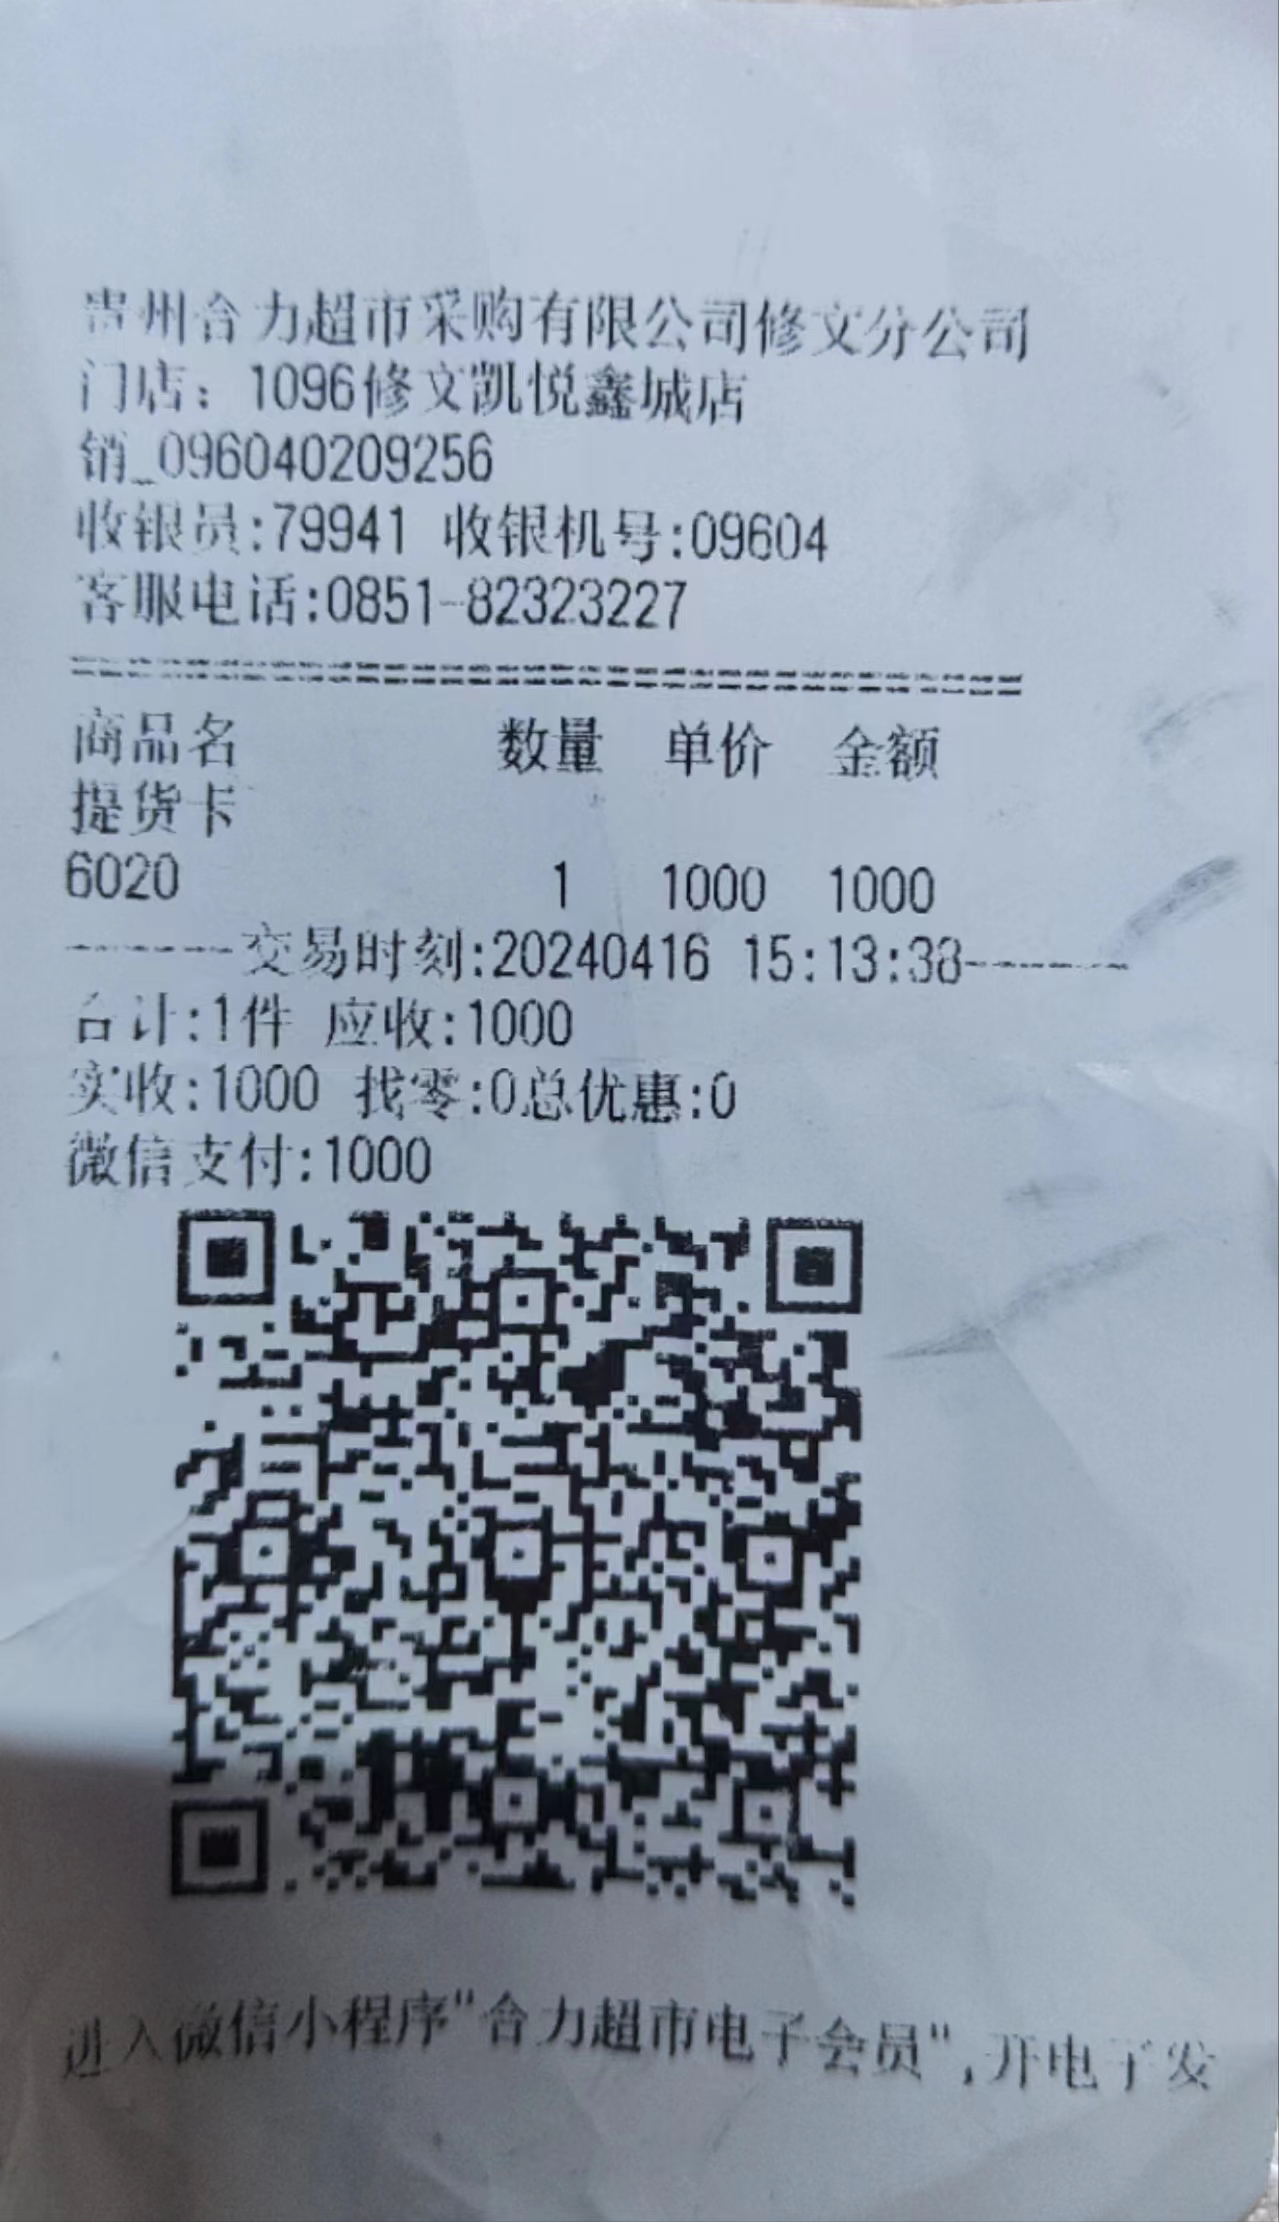 贵州合力超市采购有限公司修文分公司
门店：1096修文凯悦鑫城店
销_096040209256
收银员:79941 收银机号:09604
客服电话:0851-82323227
商品名 数量 单价 金额
提货卡
6020 1 1000 1000
-------交易时刻:20240416 15:13:38-------
合计:1件 应收:1000
实收:1000 找零:0总优惠:0
微信支付:1000
进入微信小程序"合力超市电子会员",开电子发